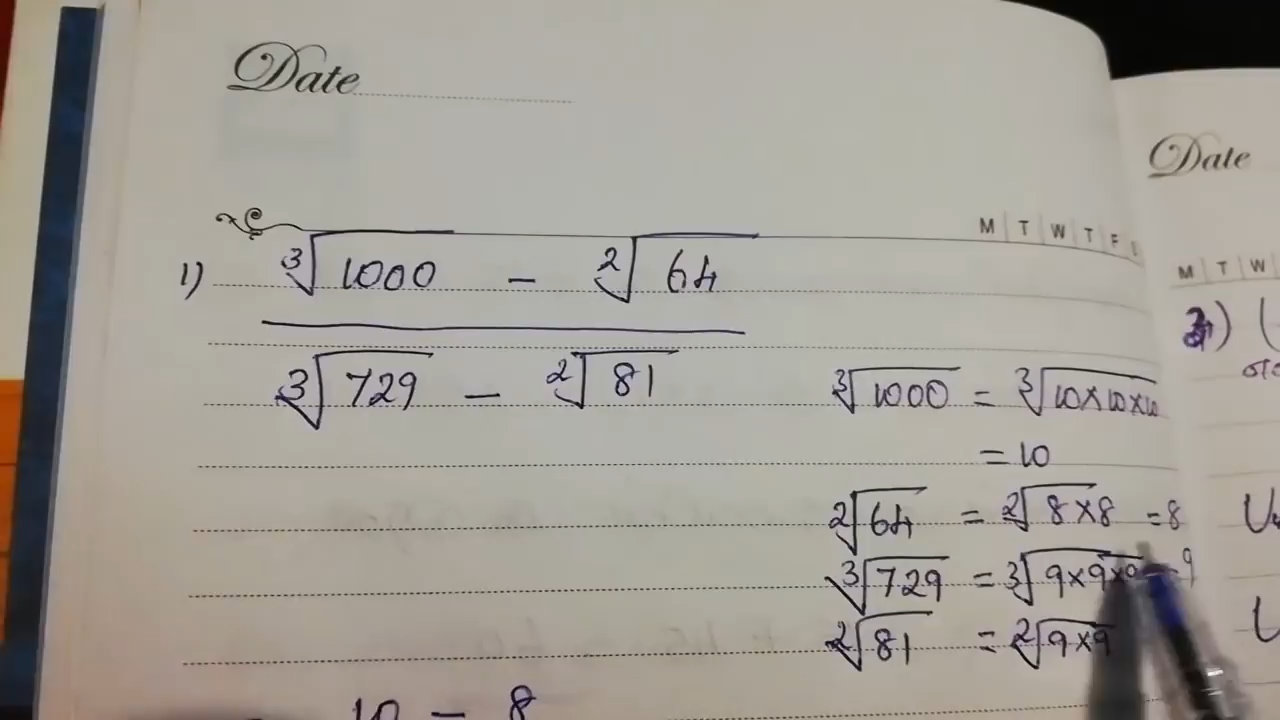 Date
Date
M T W T F S
M T W
1) ∛1000 − ²√64
∛729 − ²√81
∛1000 = ∛10×10×10
= 10
²√64 = ²√8×8 = 8
∛729 = ∛9×9×9 = 9
²√81 = ²√9×9
10 − 8